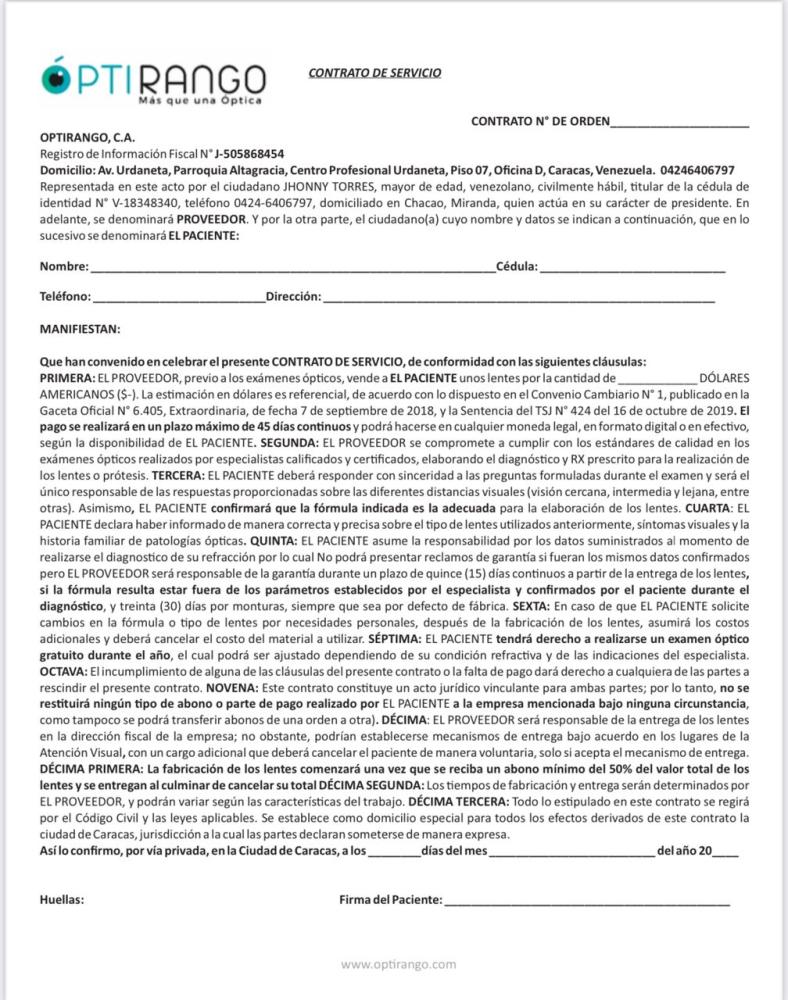 ÓPTIRANGO
Más que una Óptica
CONTRATO DE SERVICIO
CONTRATO N° DE ORDEN____________________
OPTIRANGO, C.A.
Registro de Información Fiscal N° J-505868454
Domicilio: Av. Urdaneta, Parroquia Altagracia, Centro Profesional Urdaneta, Piso 07, Oficina D, Caracas, Venezuela. 04246406797
Representada en este acto por el ciudadano JHONNY TORRES, mayor de edad, venezolano, civilmente hábil, titular de la cédula de
identidad N° V-18348340, teléfono 0424-6406797, domiciliado en Chacao, Miranda, quien actúa en su carácter de presidente. En
adelante, se denominará PROVEEDOR. Y por la otra parte, el ciudadano(a) cuyo nombre y datos se indican a continuación, que en lo
sucesivo se denominará EL PACIENTE:
Nombre: ____________________ Cédula: ____________________
Teléfono: ____________________ Dirección: ____________________
MANIFIESTAN:
Que han convenido en celebrar el presente CONTRATO DE SERVICIO, de conformidad con las siguientes cláusulas:
PRIMERA: EL PROVEEDOR, previo a los exámenes ópticos, vende a EL PACIENTE unos lentes por la cantidad de ____________ DÓLARES
AMERICANOS ($-). La estimación en dólares es referencial, de acuerdo con lo dispuesto en el Convenio Cambiario N° 1, publicado en la
Gaceta Oficial N° 6.405, Extraordinaria, de fecha 7 de septiembre de 2018, y la Sentencia del TSJ N° 424 del 16 de octubre de 2019. El
pago se realizará en un plazo máximo de 45 días continuos y podrá hacerse en cualquier moneda legal, en formato digital o en efectivo,
según la disponibilidad de EL PACIENTE. SEGUNDA: EL PROVEEDOR se compromete a cumplir con los estándares de calidad en los
exámenes ópticos realizados por especialistas calificados y certificados, elaborando el diagnóstico y RX prescrito para la realización de
los lentes o prótesis. TERCERA: EL PACIENTE deberá responder con sinceridad a las preguntas formuladas durante el examen y será el
único responsable de las respuestas proporcionadas sobre las diferentes distancias visuales (visión cercana, intermedia y lejana, entre
otras). Asimismo, EL PACIENTE confirmará que la fórmula indicada es la adecuada para la elaboración de los lentes. CUARTA: EL
PACIENTE declara haber informado de manera correcta y precisa sobre el tipo de lentes utilizados anteriormente, síntomas visuales y la
historia familiar de patologías ópticas. QUINTA: EL PACIENTE asume la responsabilidad por los datos suministrados al momento de
realizarse el diagnostico de su refracción por lo cual No podrá presentar reclamos de garantía si fueran los mismos datos confirmados
pero EL PROVEEDOR será responsable de la garantía durante un plazo de quince (15) días continuos a partir de la entrega de los lentes,
si la fórmula resulta estar fuera de los parámetros establecidos por el especialista y confirmados por el paciente durante el
diagnóstico, y treinta (30) días por monturas, siempre que sea por defecto de fábrica. SEXTA: En caso de que EL PACIENTE solicite
cambios en la fórmula o tipo de lentes por necesidades personales, después de la fabricación de los lentes, asumirá los costos
adicionales y deberá cancelar el costo del material a utilizar. SÉPTIMA: EL PACIENTE tendrá derecho a realizarse un examen óptico
gratuito durante el año, el cual podrá ser ajustado dependiendo de su condición refractiva y de las indicaciones del especialista.
OCTAVA: El incumplimiento de alguna de las cláusulas del presente contrato o la falta de pago dará derecho a cualquiera de las partes a
rescindir el presente contrato. NOVENA: Este contrato constituye un acto jurídico vinculante para ambas partes; por lo tanto, no se
restituirá ningún tipo de abono o parte de pago realizado por EL PACIENTE a la empresa mencionada bajo ninguna circunstancia,
como tampoco se podrá transferir abonos de una orden a otra). DÉCIMA: EL PROVEEDOR será responsable de la entrega de los lentes
en la dirección fiscal de la empresa; no obstante, podrían establecerse mecanismos de entrega bajo acuerdo en los lugares de la
Atención Visual, con un cargo adicional que deberá cancelar el paciente de manera voluntaria, solo si acepta el mecanismo de entrega.
DÉCIMA PRIMERA: La fabricación de los lentes comenzará una vez que se reciba un abono mínimo del 50% del valor total de los
lentes y se entregan al culminar de cancelar su total DÉCIMA SEGUNDA: Los tiempos de fabricación y entrega serán determinados por
EL PROVEEDOR, y podrán variar según las características del trabajo. DÉCIMA TERCERA: Todo lo estipulado en este contrato se regirá
por el Código Civil y las leyes aplicables. Se establece como domicilio especial para todos los efectos derivados de este contrato la
ciudad de Caracas, jurisdicción a la cual las partes declaran someterse de manera expresa.
Así lo confirmo, por vía privada, en la Ciudad de Caracas, a los ________días del mes ____________________ del año 20____
Huellas:
Firma del Paciente: ____________________
www.optirango.com